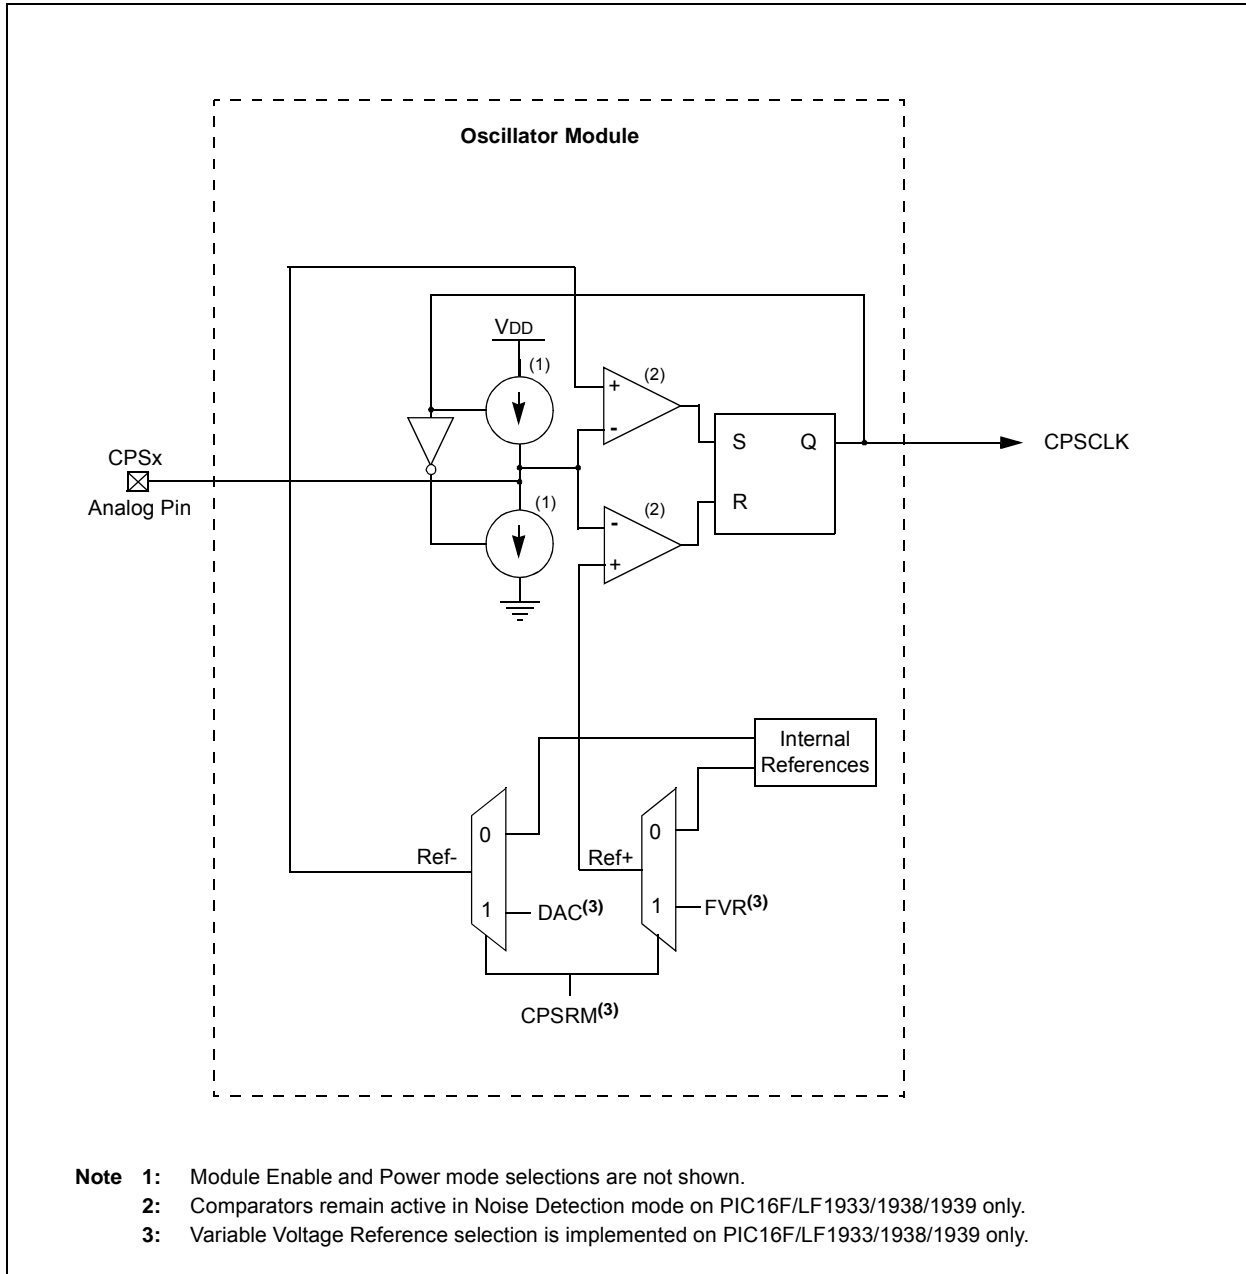 Oscillator Module
VDD
(1)
(2)
+
-
S Q
CPSCLK
CPSx
Analog Pin
(1)
(2)
R
-
+
Internal
References
0
0
Ref-
Ref+
1
DAC(3)
1
FVR(3)
CPSRM(3)
Note 1: Module Enable and Power mode selections are not shown.
2: Comparators remain active in Noise Detection mode on PIC16F/LF1933/1938/1939 only.
3: Variable Voltage Reference selection is implemented on PIC16F/LF1933/1938/1939 only.